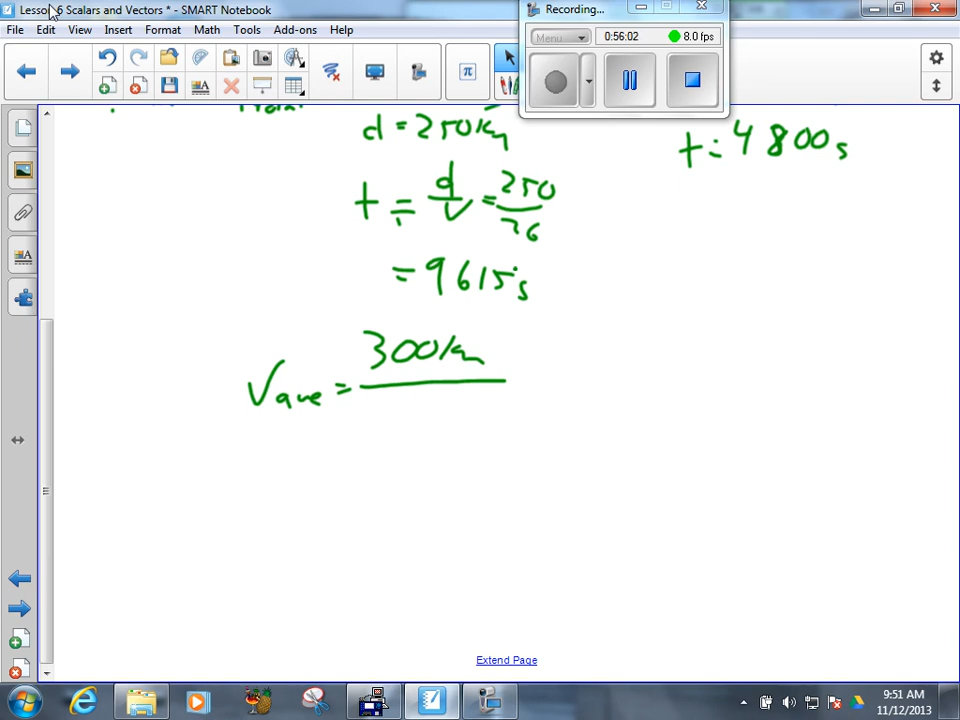 Lesson 6 Scalars and Vectors * - SMART Notebook
Recording...
File Edit View Insert Format Math Tools Add-ons Help
Menu 0:56:02 8.0 fps
π
d = 250km
t = 4800s
t = d/v = 250/26
= 9615s
Vave = 300km
Extend Page
9:51 AM
11/12/2013